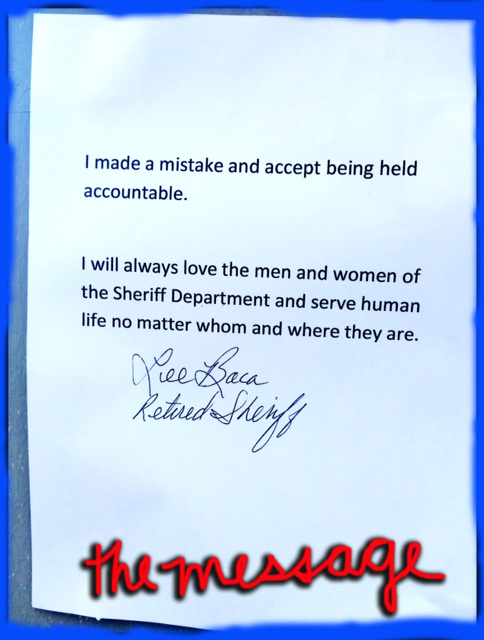 I made a mistake and accept being held
accountable.
I will always love the men and women of
the Sheriff Department and serve human
life no matter whom and where they are.
Lee Baca
Retired Sheriff
the message